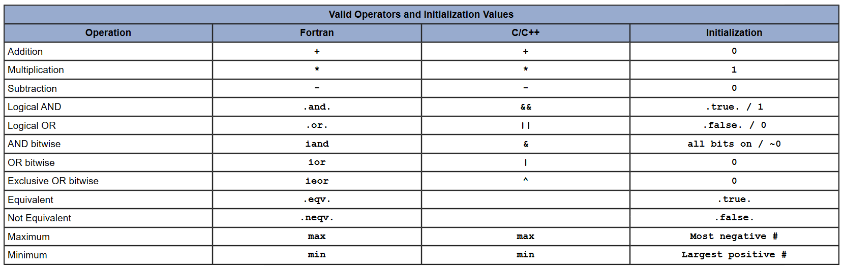 Valid Operators and Initialization Values
Operation Fortran C/C++ Initialization
Addition + + 0
Multiplication * * 1
Subtraction - - 0
Logical AND .and. && .true. / 1
Logical OR .or. || .false. / 0
AND bitwise iand & all bits on / ~0
OR bitwise ior | 0
Exclusive OR bitwise ieor ^ 0
Equivalent .eqv. .true.
Not Equivalent .neqv. .false.
Maximum max max Most negative #
Minimum min min Largest positive #